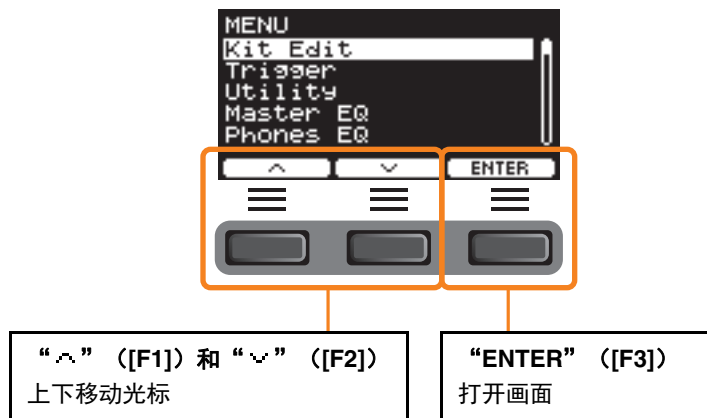 MENU
Kit Edit
Trigger
Utility
Master EQ
Phones EQ
ENTER
“︿”（[F1]）和“﹀”（[F2]）
上下移动光标
“ENTER”（[F3]）
打开画面